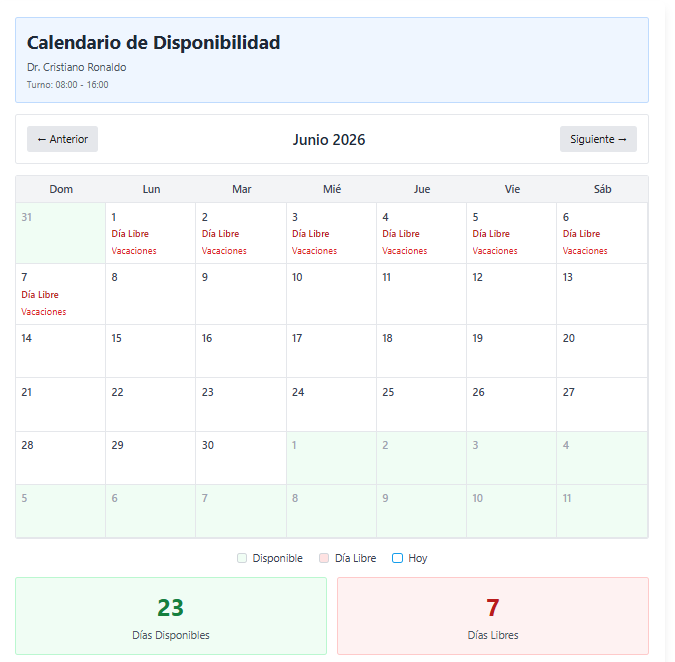 Calendario de Disponibilidad
Dr. Cristiano Ronaldo
Turno: 08:00 - 16:00
← Anterior Junio 2026 Siguiente →
Dom Lun Mar Mié Jue Vie Sáb
31 1 2 3 4 5 6
Día Libre Día Libre Día Libre Día Libre Día Libre Día Libre
Vacaciones Vacaciones Vacaciones Vacaciones Vacaciones Vacaciones
7 8 9 10 11 12 13
Día Libre
Vacaciones
14 15 16 17 18 19 20
21 22 23 24 25 26 27
28 29 30 1 2 3 4
5 6 7 8 9 10 11
Disponible Día Libre Hoy
23 7
Días Disponibles Días Libres